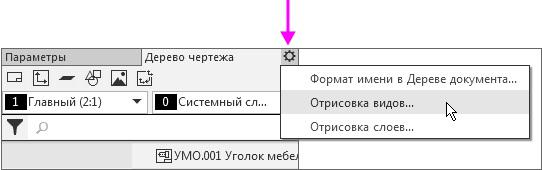 Параметры
Дерево чертежа
Формат имени в Дереве документа...
1 Главный (2:1)
0 Системный сл...
Отрисовка видов...
Отрисовка слоев...
УМО.001 Уголок мебел